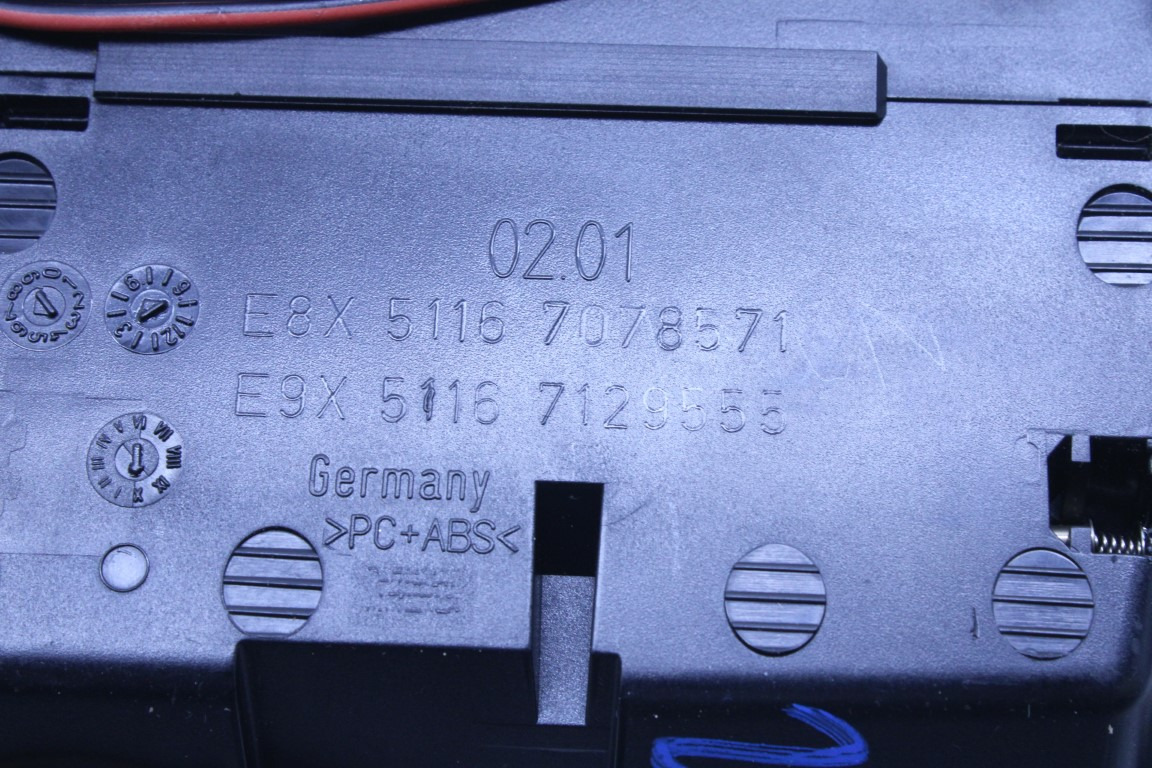 02.01
E8X 5116 7078571
E9X 5116 7129555
Germany
>PC+ABS<